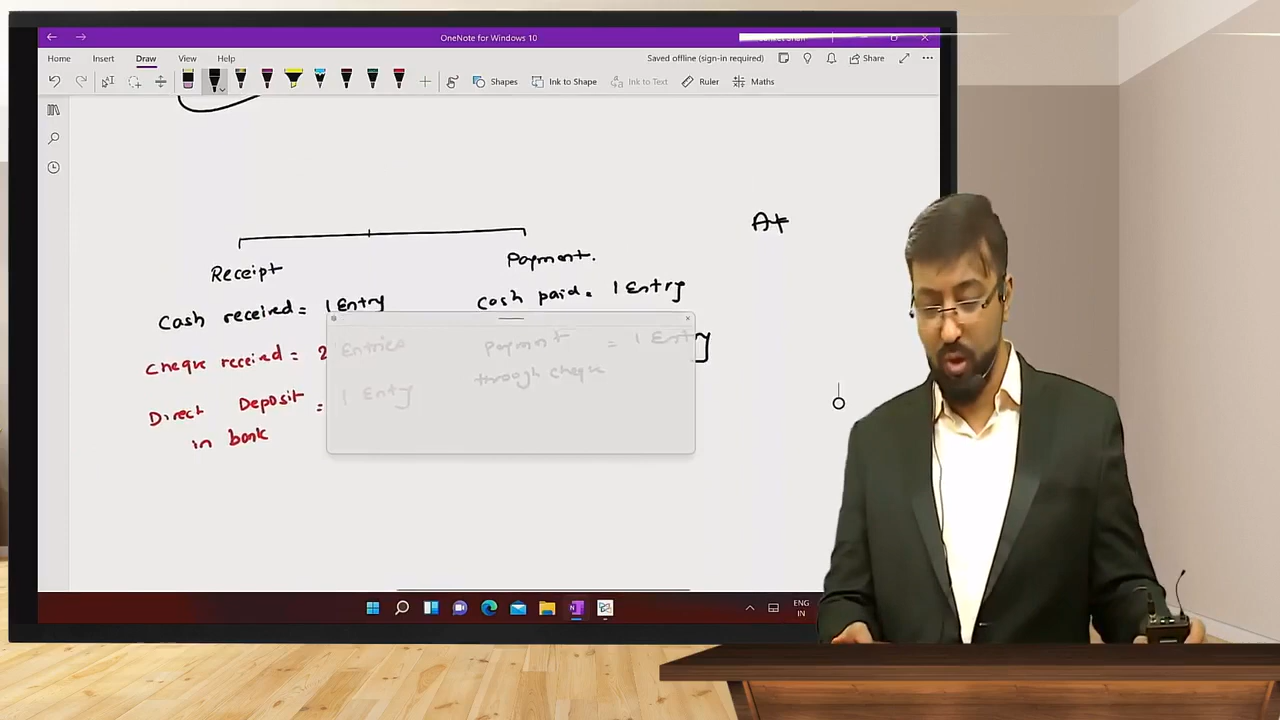 OneNote for Windows 10
Home Insert Draw View Help
Saved offline (sign-in required) Share
Shapes Ink to Shape Ink to Text Ruler Maths
At
Receipt
Payment.
Cash received = 1 Entry
Cash paid = 1 Entry
Cheque received = 2 Entries
Payment through cheque = 1 Entry
Direct Deposit in bank = 1 Entry
ENG
IN